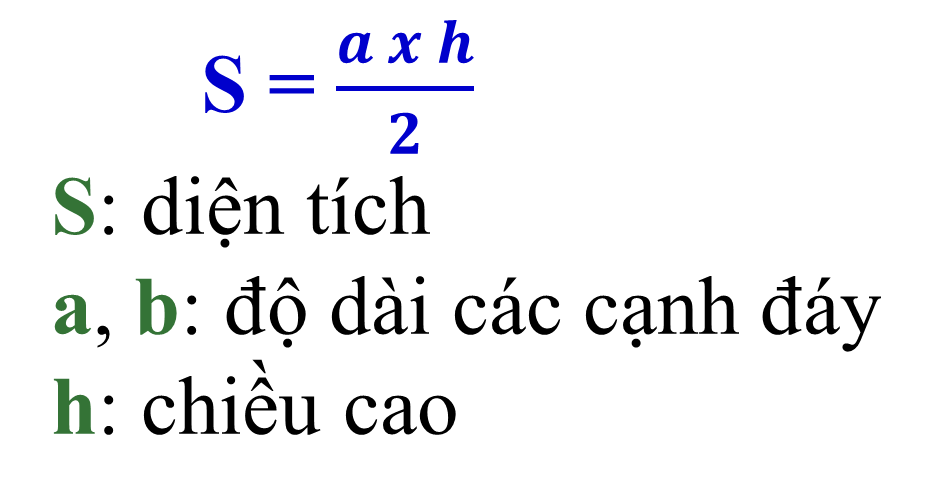 S = a x h / 2
S: diện tích
a, b: độ dài các cạnh đáy
h: chiều cao